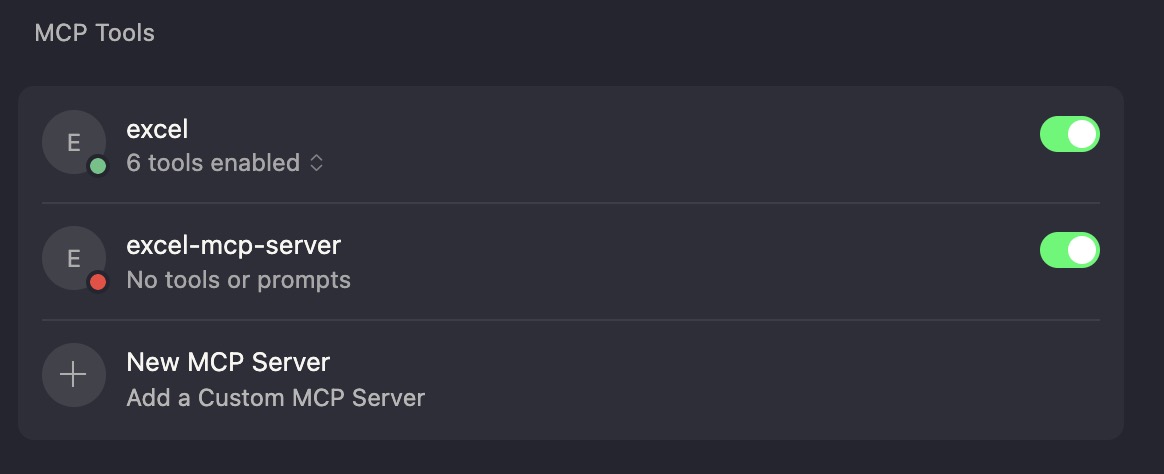 MCP Tools
E
excel
6 tools enabled
E
excel-mcp-server
No tools or prompts
New MCP Server
Add a Custom MCP Server